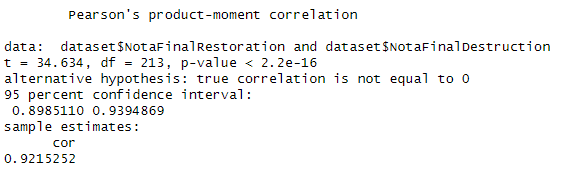 Pearson's product-moment correlation
data:  dataset$NotaFinalRestoration and dataset$NotaFinalDestruction
t = 34.634, df = 213, p-value < 2.2e-16
alternative hypothesis: true correlation is not equal to 0
95 percent confidence interval:
 0.8985110 0.9394869
sample estimates:
      cor
0.9215252